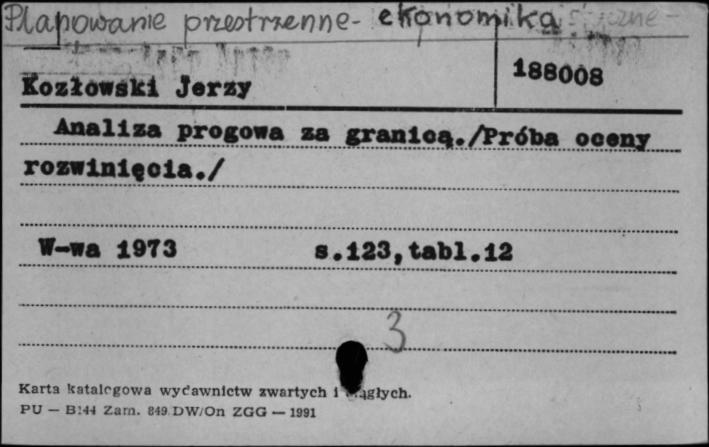 Planowanie przestrzenne- ekonomika
Kozłowski Jerzy
188008
Analiza progowa za granicą./Próba oceny
rozwinięcia./
W-wa 1973 s.123,tabl.12
3
Karta katalogowa wydawnictw zwartych i ciągłych.
PU — B144 Zam. 849 DW/On ZGG — 1991